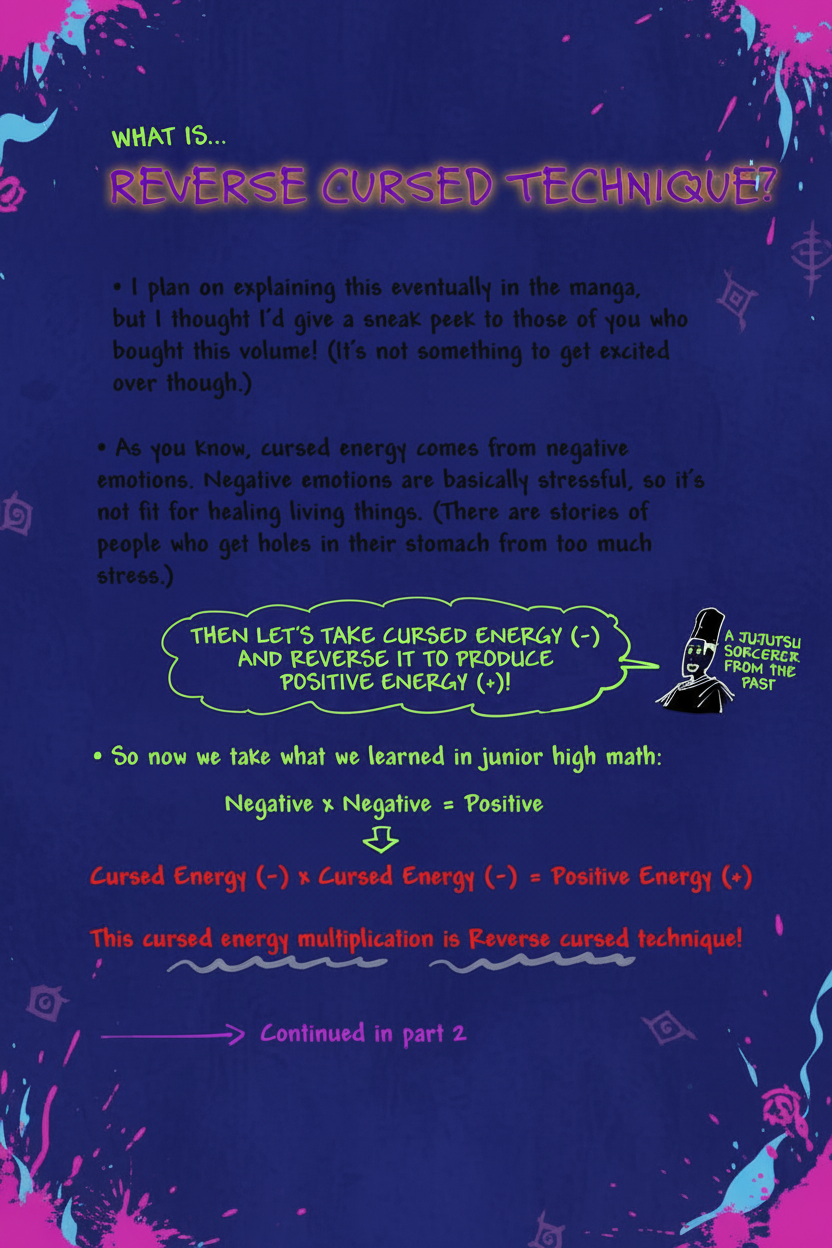 WHAT IS...
REVERSE CURSED TECHNIQUE?
• I plan on explaining this eventually in the manga,
but I thought I'd give a sneak peek to those of you who
bought this volume! (It's not something to get excited
over though.)
• As you know, cursed energy comes from negative
emotions. Negative emotions are basically stressful, so it's
not fit for healing living things. (There are stories of
people who get holes in their stomach from too much
stress.)
THEN LET'S TAKE CURSED ENERGY (-)
AND REVERSE IT TO PRODUCE
POSITIVE ENERGY (+)!
A JUJUTSU
SORCERER
FROM THE
PAST
• So now we take what we learned in junior high math:
Negative x Negative = Positive
Cursed Energy (-) x Cursed Energy (-) = Positive Energy (+)
This cursed energy multiplication is Reverse cursed technique!
Continued in part 2